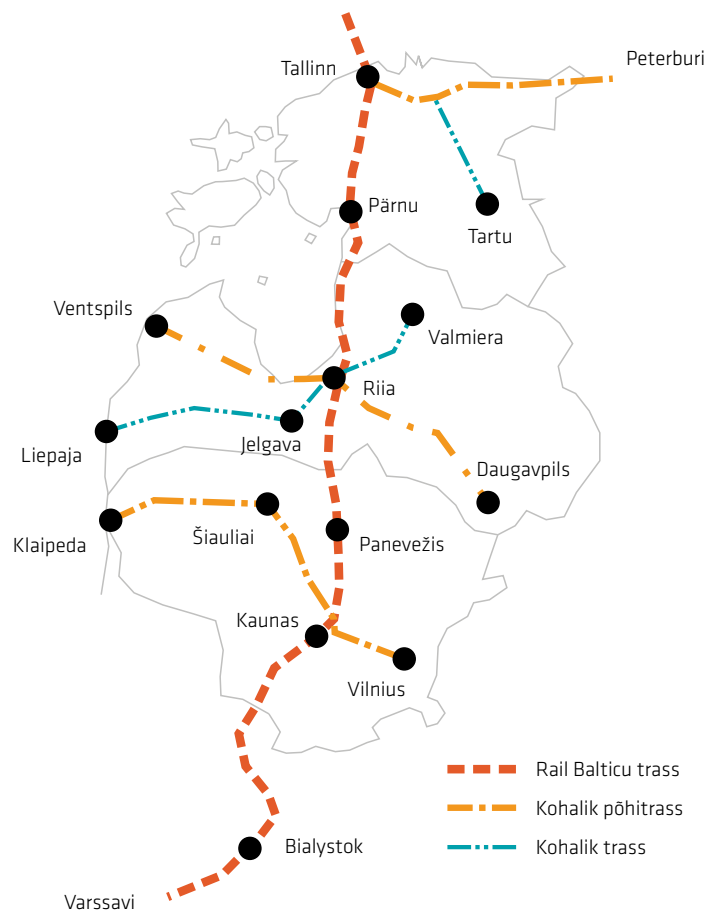 Peterburi
Tallinn
Pärnu
Tartu
Ventspils
Valmiera
Riia
Jelgava
Liepaja
Daugavpils
Klaipeda
Šiauliai
Panevežis
Kaunas
Vilnius
Rail Balticu trass
Kohalik põhitrass
Kohalik trass
Bialystok
Varssavi